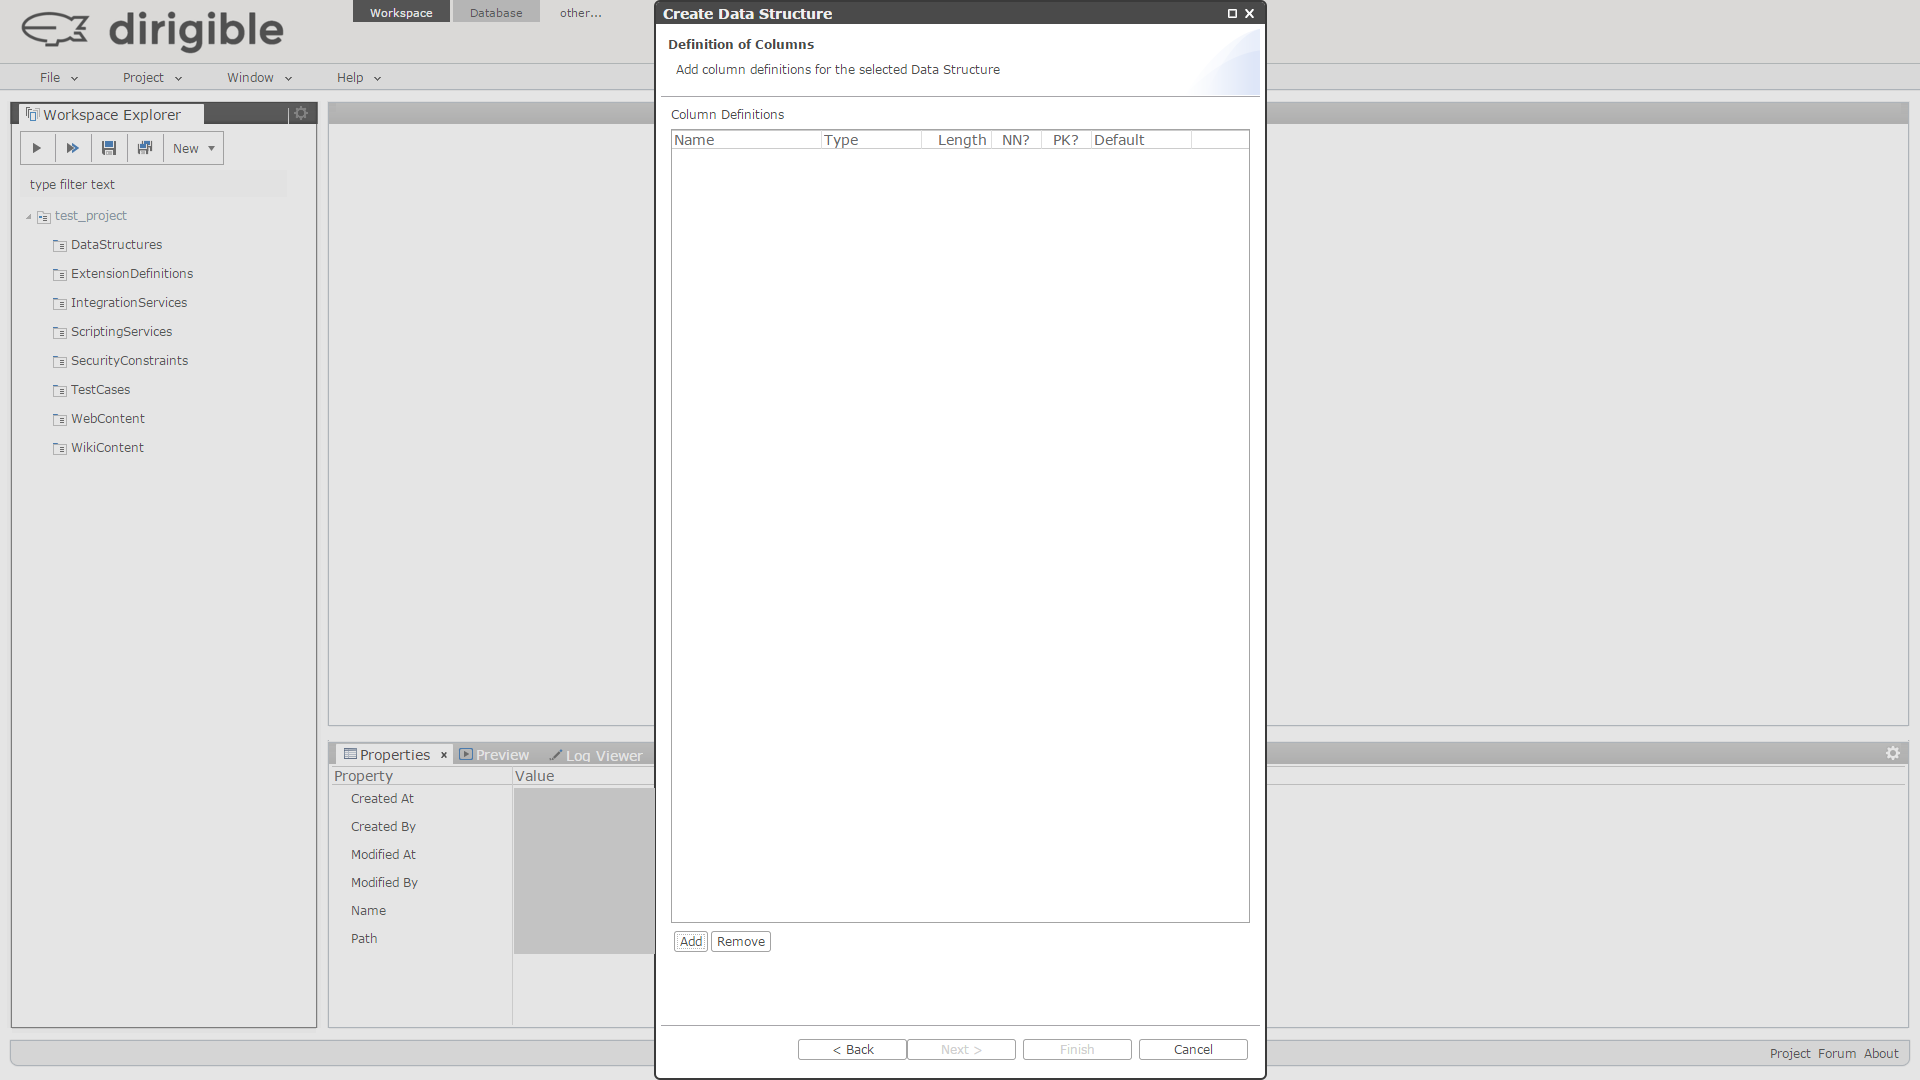 dirigible
Workspace
Database
other...
File
Project
Window
Help
Workspace Explorer
New
type filter text
test_project
DataStructures
ExtensionDefinitions
IntegrationServices
ScriptingServices
SecurityConstraints
TestCases
WebContent
WikiContent
Properties
Preview
Log Viewer
Property Value
Created At
Created By
Modified At
Modified By
Name
Path
Create Data Structure
Definition of Columns
Add column definitions for the selected Data Structure
Column Definitions
Name Type Length NN? PK? Default
Add Remove
< Back Next > Finish Cancel
Project Forum About